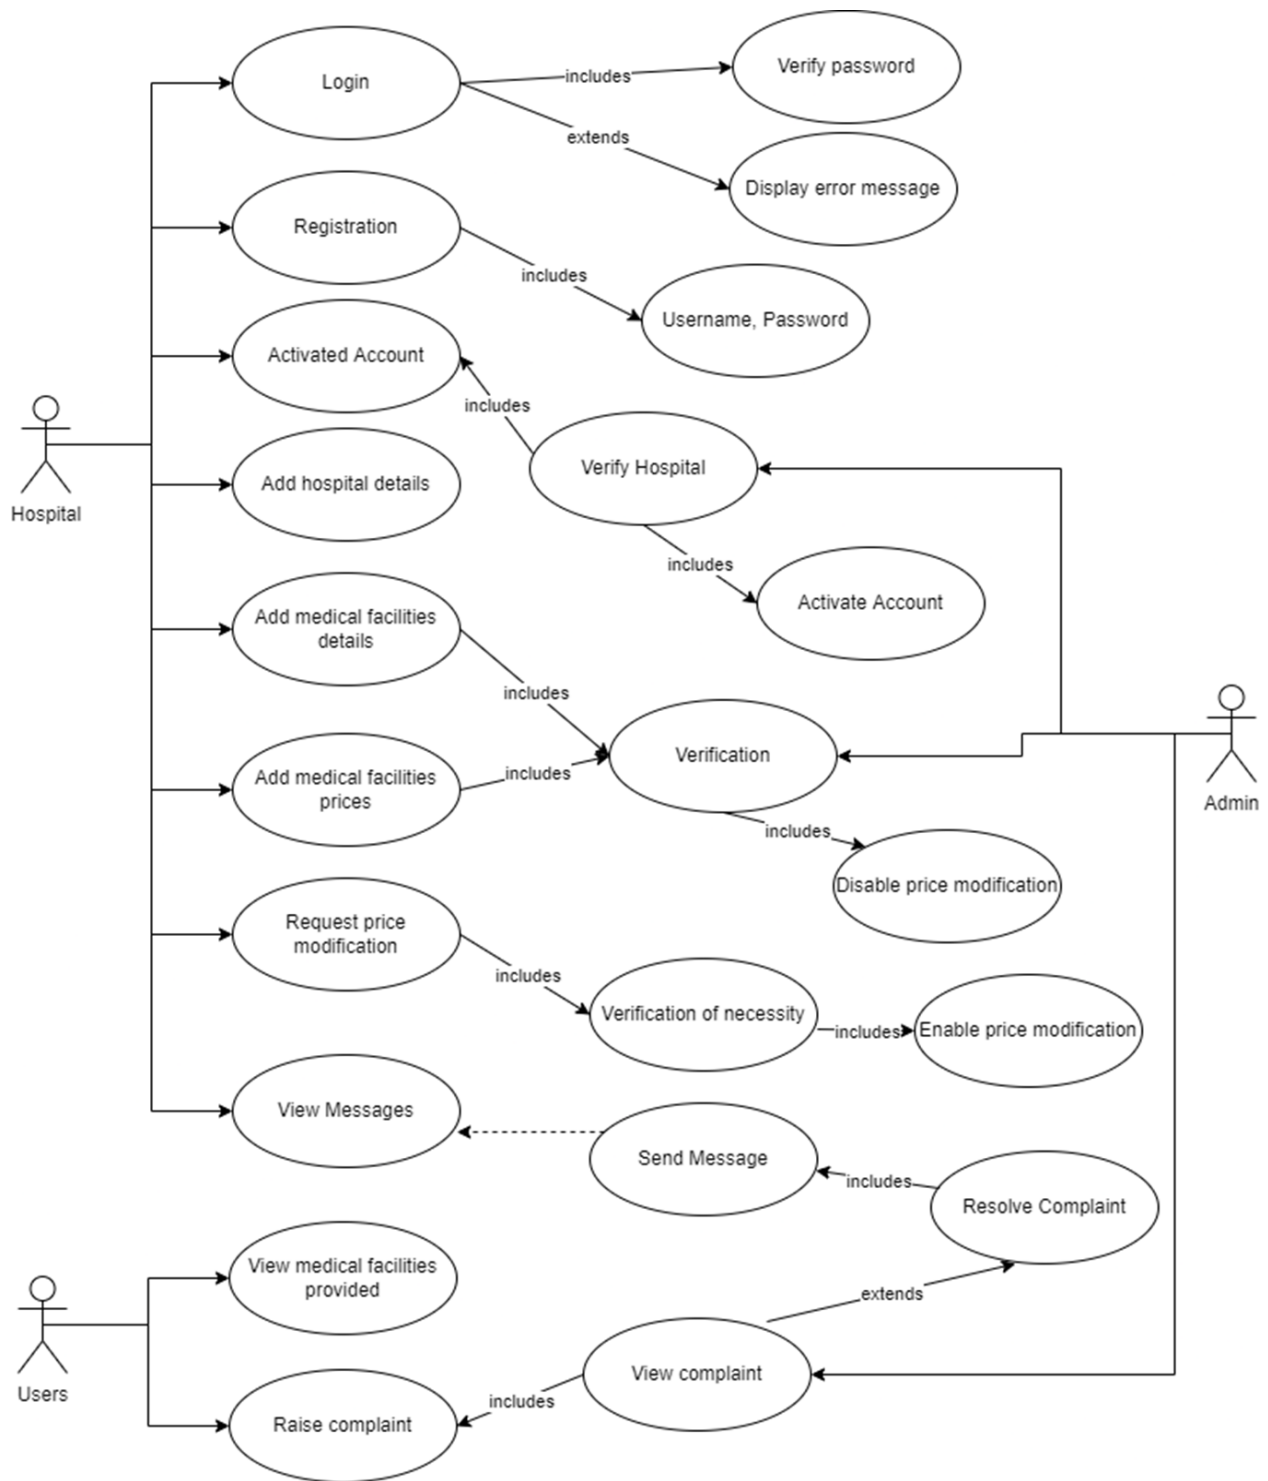 Login
includes
Verify password
extends
Display error message
Registration
includes
Username, Password
Activated Account
includes
Verify Hospital
Hospital
Add hospital details
includes
Activate Account
Add medical facilities
details
includes
Verification
Admin
Add medical facilities
prices
includes
includes
Disable price modification
Request price
modification
includes
Verification of necessity
includes
Enable price modification
View Messages
Send Message
includes
Resolve Complaint
View medical facilities
provided
extends
Users
View complaint
includes
Raise complaint